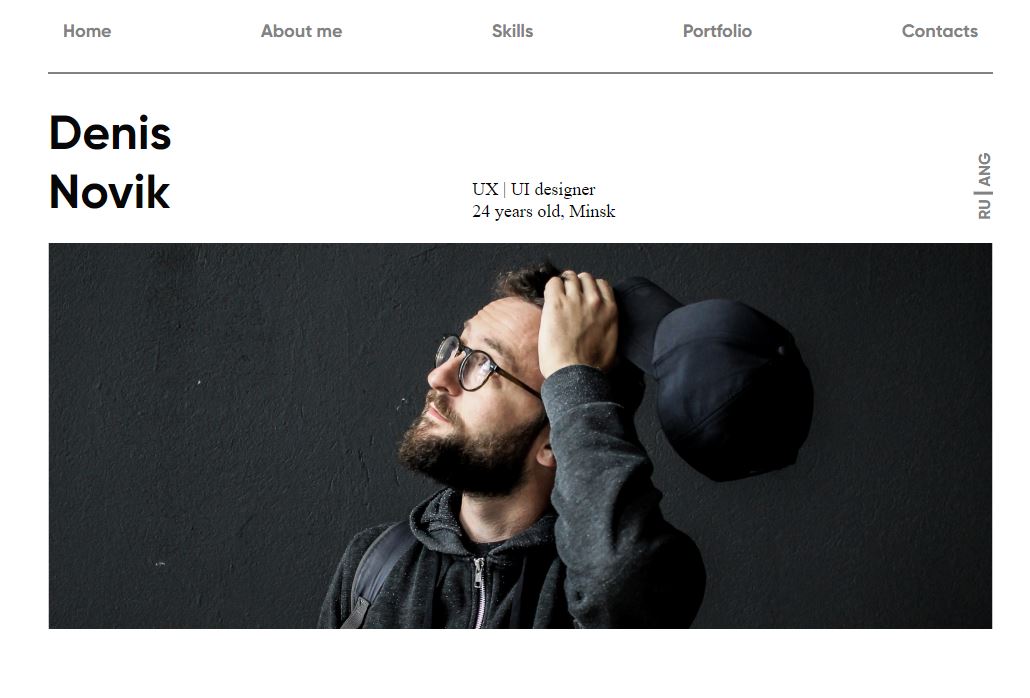 Home
About me
Skills
Portfolio
Contacts
Denis
Novik
UX | UI designer
24 years old, Minsk
RU | ANG